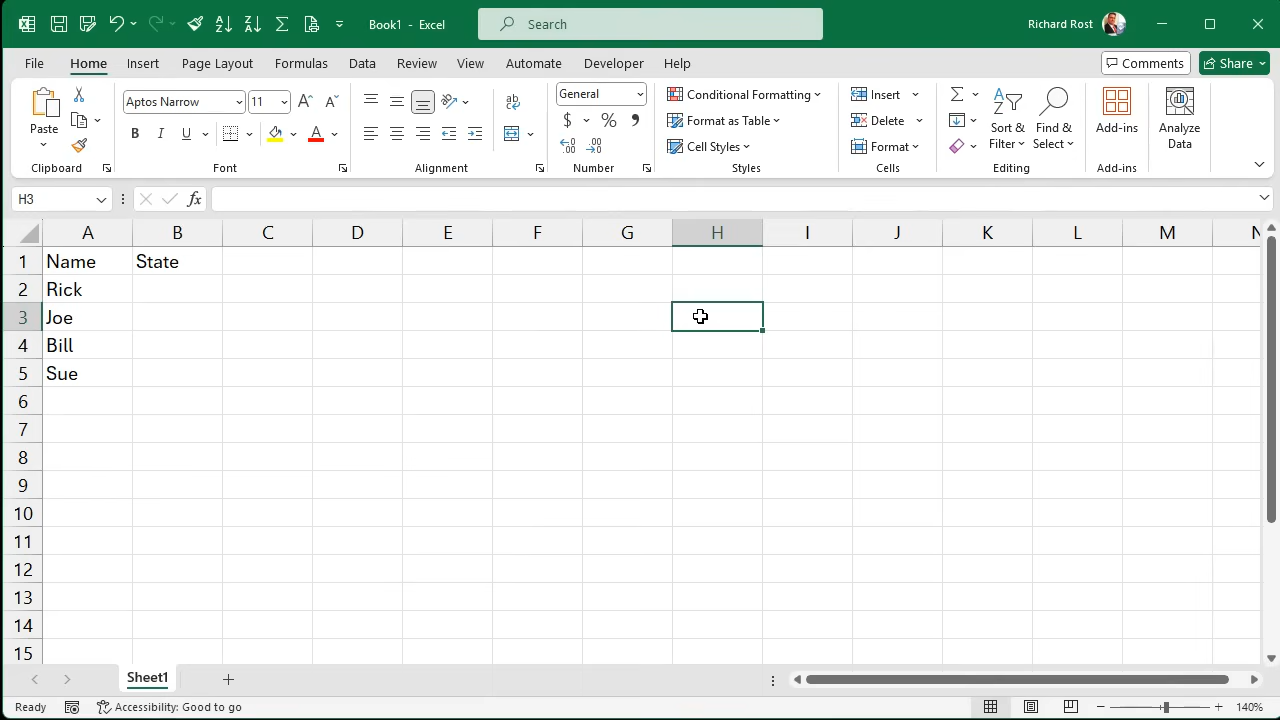 Book1 - Excel
Search
Richard Rost
File Home Insert Page Layout Formulas Data Review View Automate Developer Help
Comments Share
Paste
Clipboard
Aptos Narrow 11
B I U
Font
Alignment
General
$ % 9
Number
Conditional Formatting
Format as Table
Cell Styles
Styles
Insert
Delete
Format
Cells
Sort & Filter
Find & Select
Editing
Add-ins
Add-ins
Analyze Data
H3 fx
A B C D E F G H I J K L M
1 Name State
2 Rick
3 Joe
4 Bill
5 Sue
6
7
8
9
10
11
12
13
14
15
Sheet1
Ready Accessibility: Good to go 140%